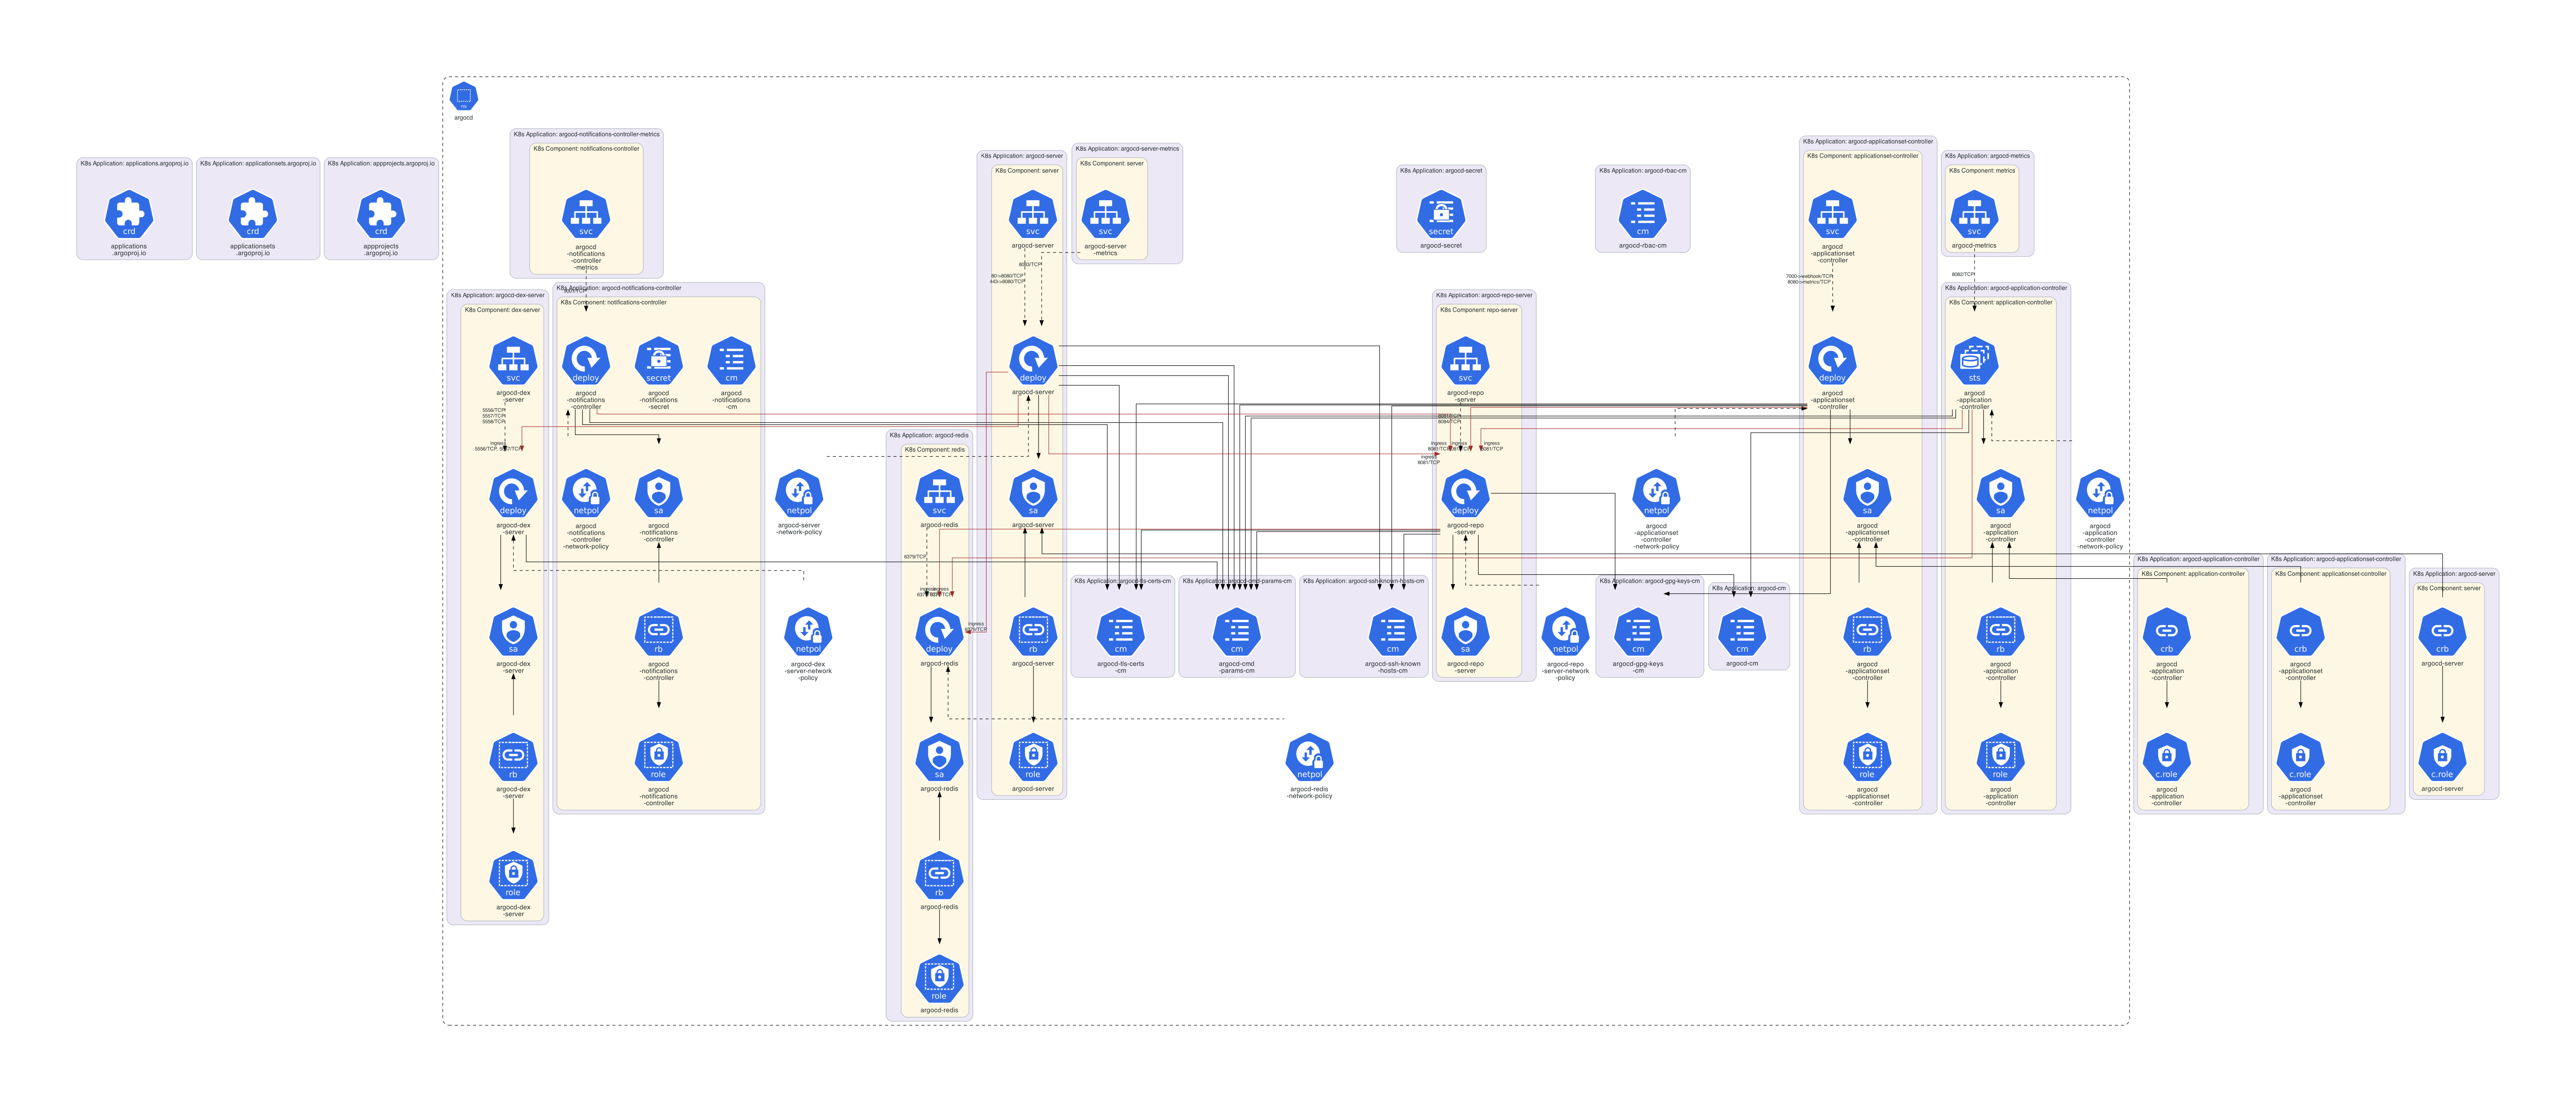 ns
argocd
K8s Application: applications.argoproj.io
crd
applications
.argoproj.io
K8s Application: applicationsets.argoproj.io
crd
applicationsets
.argoproj.io
K8s Application: appprojects.argoproj.io
crd
appprojects
.argoproj.io
K8s Application: argocd-notifications-controller-metrics
K8s Component: notifications-controller
svc
argocd
-notifications
-controller
-metrics
K8s Application: argocd-server
K8s Component: server
svc
argocd-server
80->8080/TCP
443->8080/TCP
K8s Application: argocd-server-metrics
K8s Component: server
svc
argocd-server
-metrics
K8s Application: argocd-secret
secret
argocd-secret
K8s Application: argocd-rbac-cm
cm
argocd-rbac-cm
K8s Application: argocd-applicationset-controller
K8s Component: applicationset-controller
svc
argocd
-applicationset
-controller
7000->webhook/TCP
8080->metrics/TCP
K8s Application: argocd-metrics
K8s Component: metrics
svc
argocd-metrics
8082/TCP
K8s Application: argocd-dex-server
K8s Component: dex-server
svc
argocd-dex
-server
5556/TCP
5557/TCP
5558/TCP
ingress
deploy
argocd-dex
-server
sa
argocd-dex
-server
rb
argocd-dex
-server
role
argocd-dex
-server
K8s Application: argocd-notifications-controller
K8s Component: notifications-controller
deploy
argocd
-notifications
-controller
secret
argocd
-notifications
-secret
cm
argocd
-notifications
-cm
netpol
argocd
-notifications
-controller
-network-policy
sa
argocd
-notifications
-controller
rb
argocd
-notifications
-controller
role
argocd
-notifications
-controller
netpol
argocd-server
-network-policy
netpol
argocd-dex
-server-network
-policy
K8s Application: argocd-redis
K8s Component: redis
svc
argocd-redis
6379/TCP
deploy
argocd-redis
ingress
6379/TCP
sa
argocd-redis
rb
argocd-redis
role
argocd-redis
deploy
argocd-server
sa
argocd-server
rb
argocd-server
role
argocd-server
K8s Application: argocd-tls-certs-cm
cm
argocd-tls-certs
-cm
K8s Application: argocd-cmd-params-cm
cm
argocd-cmd
-params-cm
K8s Application: argocd-ssh-known-hosts-cm
cm
argocd-ssh-known
-hosts-cm
netpol
argocd-redis
-network-policy
K8s Application: argocd-repo-server
K8s Component: repo-server
svc
argocd-repo
-server
8081/TCP
8084/TCP
ingress
ingress
ingress
8081/TCP
ingress
8081/TCP
deploy
argocd-repo
-server
sa
argocd-repo
-server
netpol
argocd-repo
-server-network
-policy
netpol
argocd
-applicationset
-controller
-network-policy
K8s Application: argocd-gpg-keys-cm
cm
argocd-gpg-keys
-cm
K8s Application: argocd-cm
cm
argocd-cm
deploy
argocd
-applicationset
-controller
sa
argocd
-applicationset
-controller
rb
argocd
-applicationset
-controller
role
argocd
-applicationset
-controller
K8s Application: argocd-application-controller
K8s Component: application-controller
sts
argocd
-application
-controller
sa
argocd
-application
-controller
rb
argocd
-application
-controller
role
argocd
-application
-controller
netpol
argocd
-application
-controller
-network-policy
K8s Application: argocd-application-controller
K8s Component: application-controller
crb
argocd
-application
-controller
c.role
argocd
-application
-controller
K8s Application: argocd-applicationset-controller
K8s Component: applicationset-controller
crb
argocd
-applicationset
-controller
c.role
argocd
-applicationset
-controller
K8s Application: argocd-server
K8s Component: server
crb
argocd-server
c.role
argocd-server